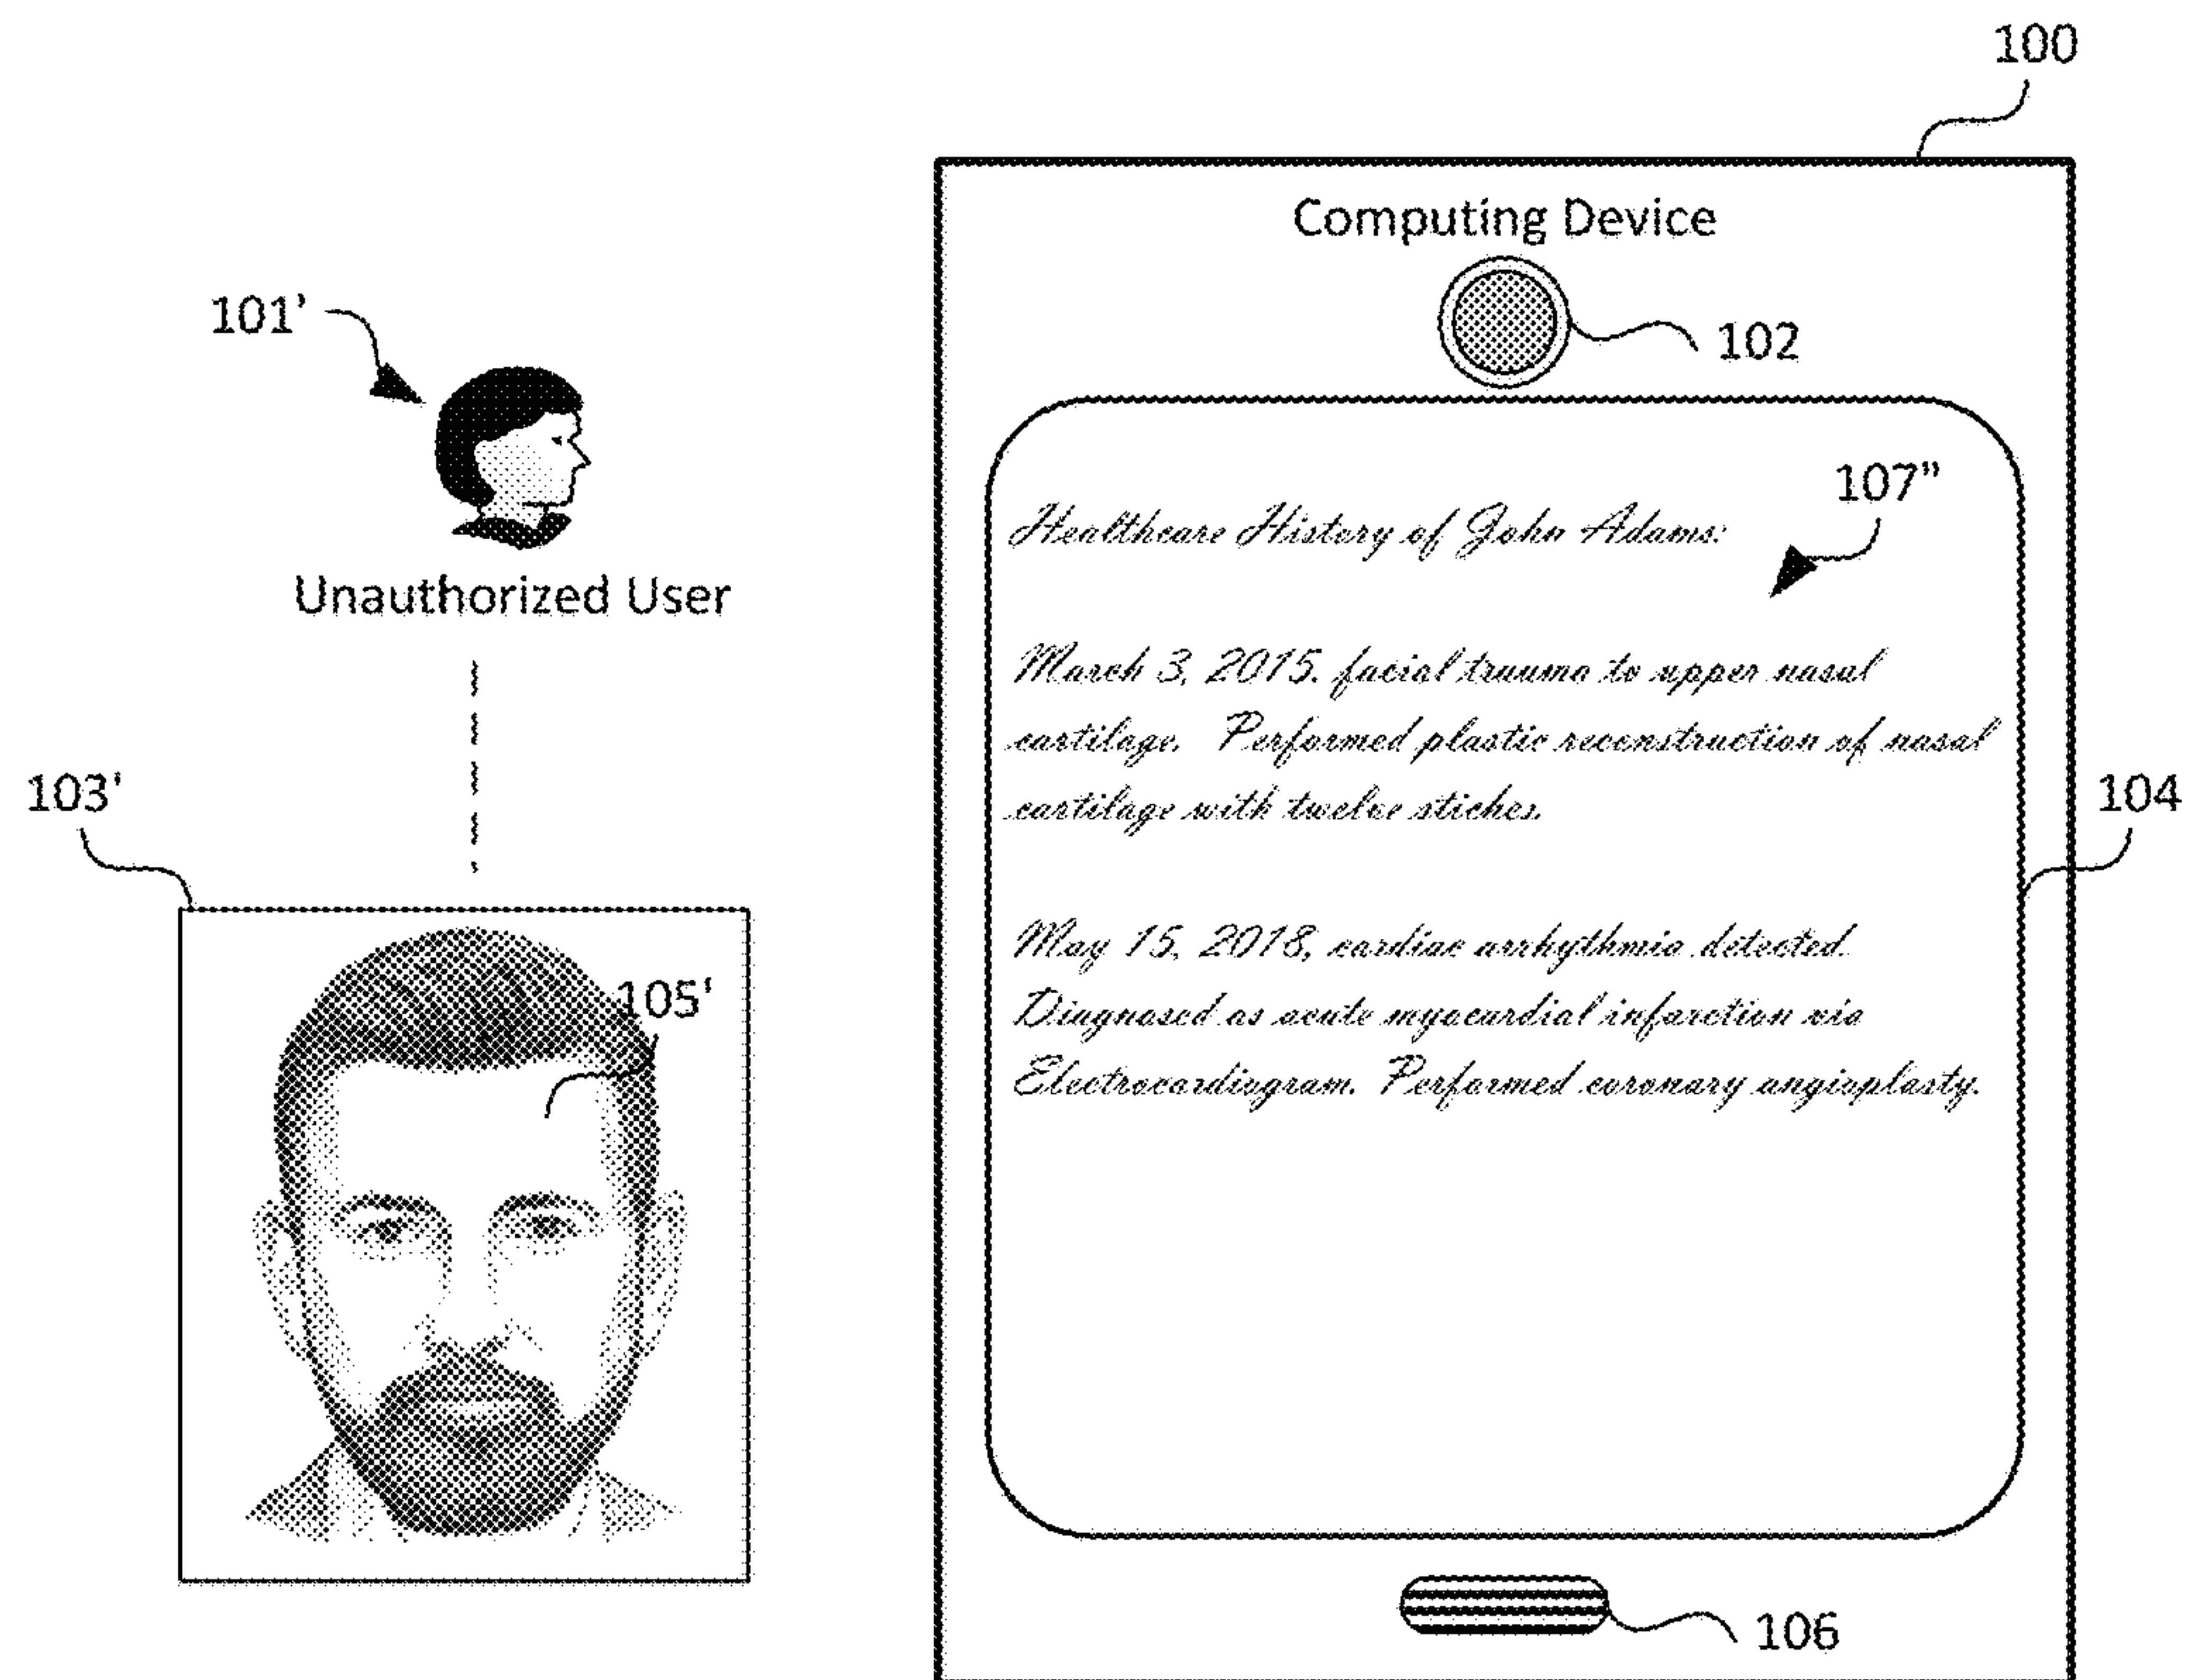 100
Computing Device
101'
102
107"
Healthcare History of John Adams:
Unauthorized User
March 3, 2015, facial trauma to upper nasal
cartilage. Performed plastic reconstruction of nasal
103'
104
cartilage with twelve stiches.
May 15, 2018, cardiac arrhythmia detected.
105'
Diagnosed as acute myocardial infarction via
Electrocardiogram. Performed coronary angioplasty.
106